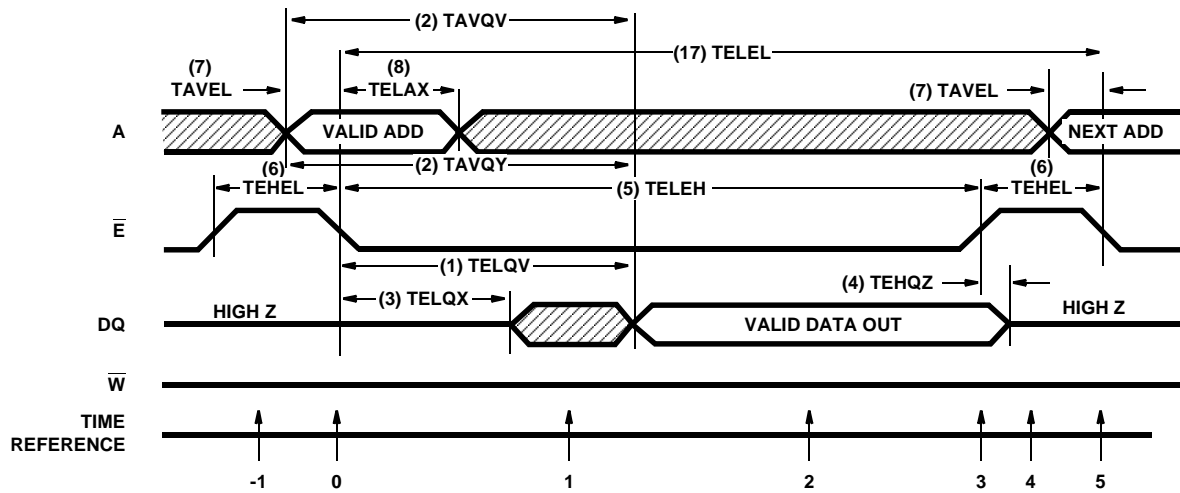 (2) TAVQV
(17) TELEL
(7)
TAVEL
(8)
TELAX
(7) TAVEL
A
VALID ADD
NEXT ADD
(2) TAVQY
(6)
TEHEL
(5) TELEH
(6)
TEHEL
E
(1) TELQV
(3) TELQX
(4) TEHQZ
DQ
HIGH Z
VALID DATA OUT
HIGH Z
W
TIME
REFERENCE
-1 0 1 2 3 4 5